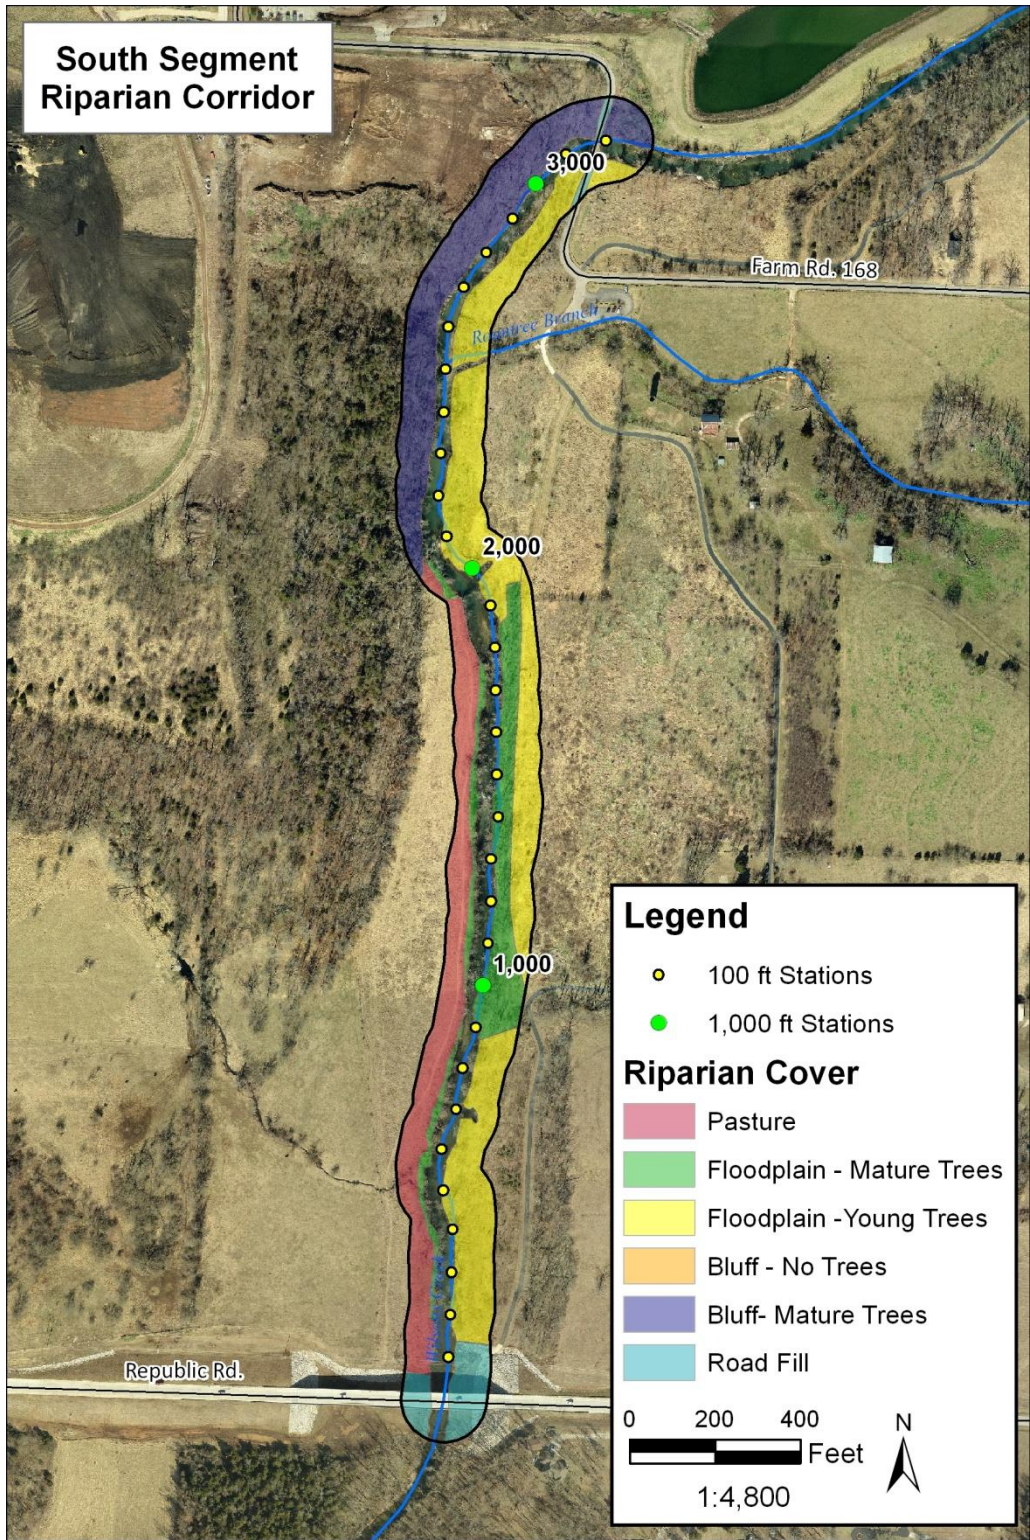 South Segment
Riparian Corridor
3,000
Farm Rd. 168
Roantree Branch
2,000
1,000
Republic Rd.
Legend
100 ft Stations
1,000 ft Stations
Riparian Cover
Pasture
Floodplain - Mature Trees
Floodplain -Young Trees
Bluff - No Trees
Bluff- Mature Trees
Road Fill
0 200 400
Feet
N
1:4,800